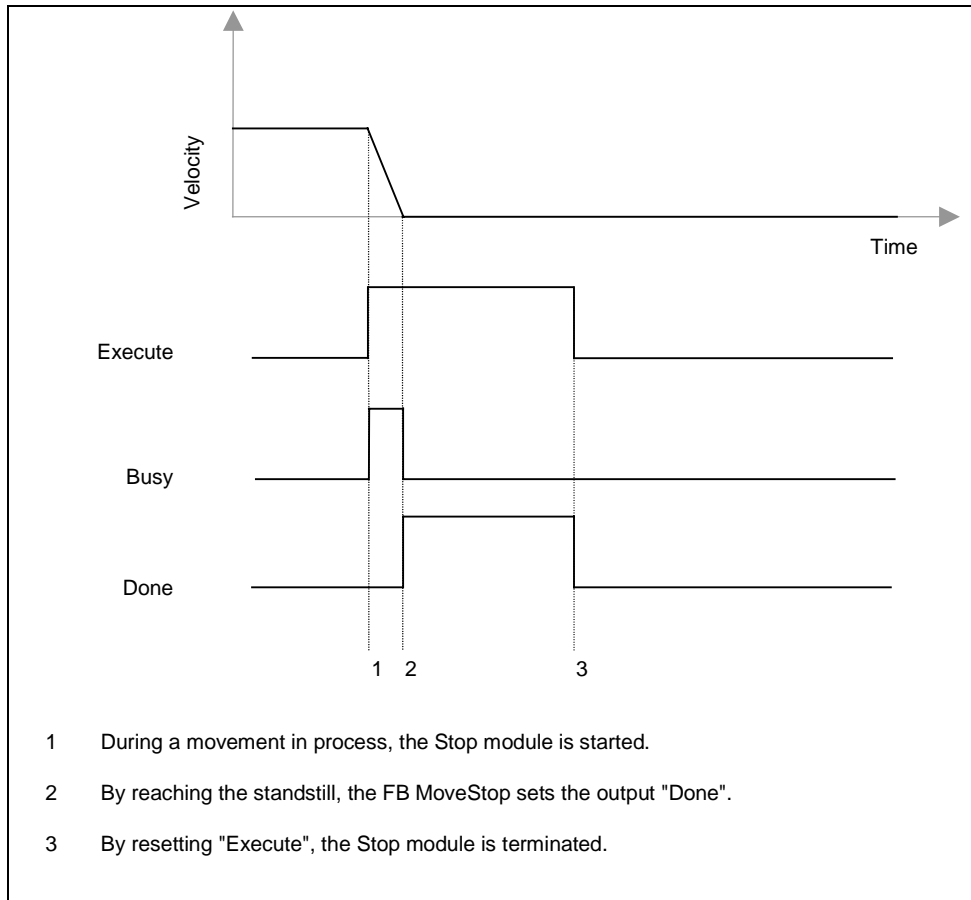 Velocity
Time
Execute
Busy
Done
1 2 3
1 During a movement in process, the Stop module is started.
2 By reaching the standstill, the FB MoveStop sets the output "Done".
3 By resetting "Execute", the Stop module is terminated.